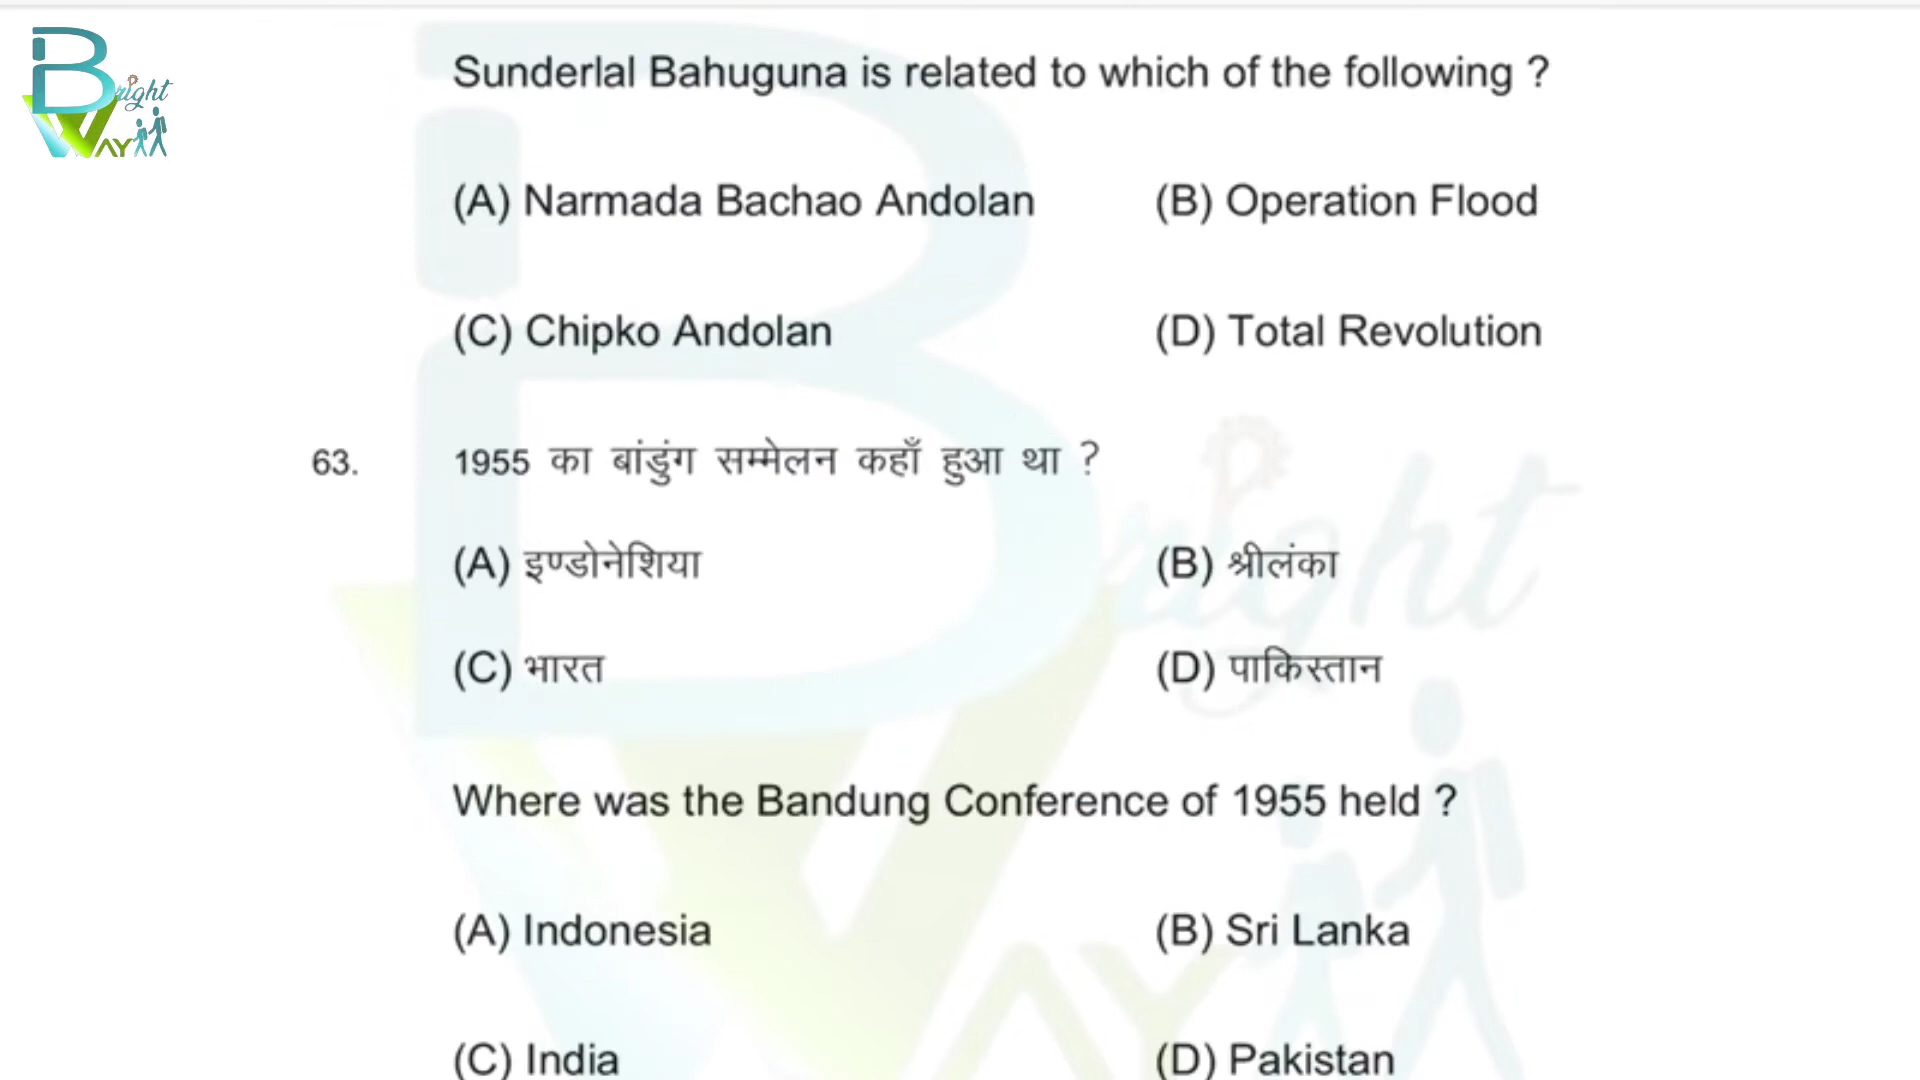 Bright
WAY
Sunderlal Bahuguna is related to which of the following ?
(A) Narmada Bachao Andolan (B) Operation Flood
(C) Chipko Andolan (D) Total Revolution
63. 1955 का बांडुंग सम्मेलन कहाँ हुआ था ?
(A) इण्डोनेशिया (B) श्रीलंका
(C) भारत (D) पाकिस्तान
Where was the Bandung Conference of 1955 held ?
(A) Indonesia (B) Sri Lanka
(C) India (D) Pakistan